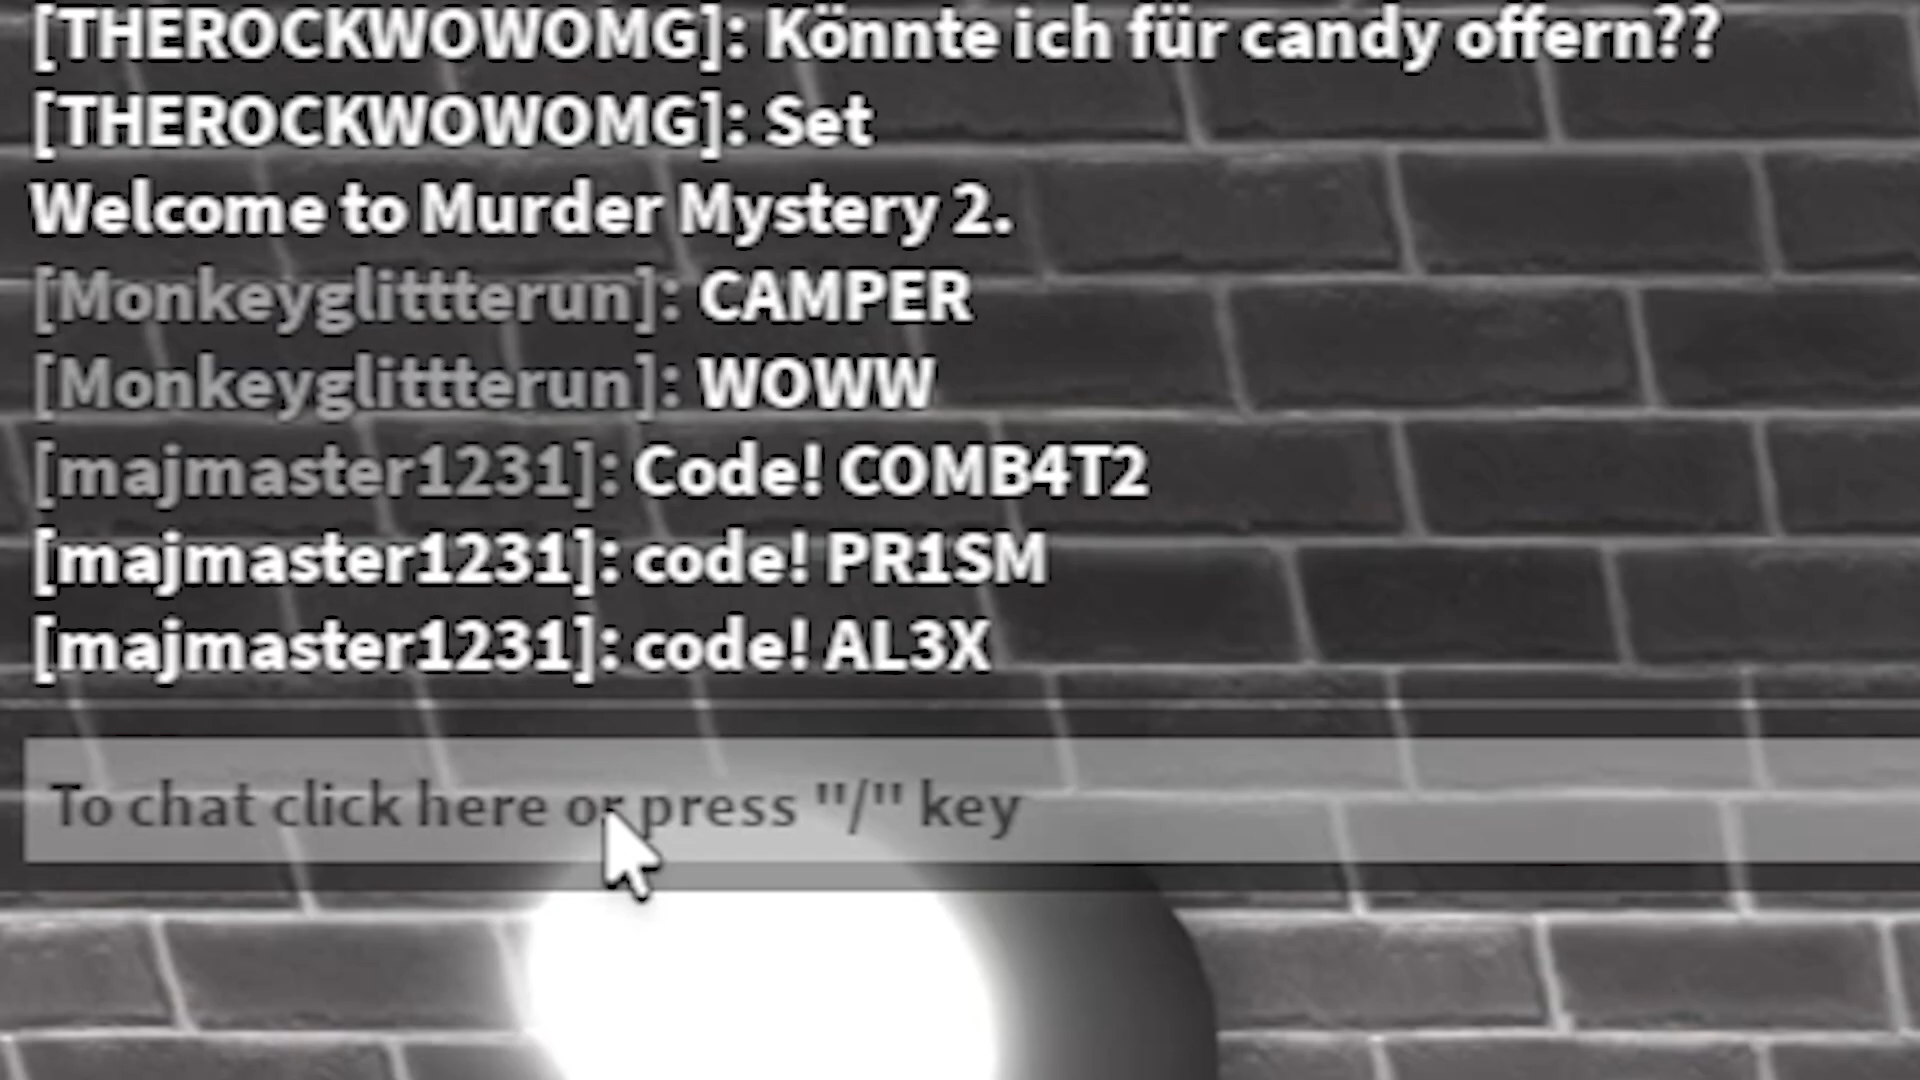 [THEROCKWOWOMG]: Könnte ich für candy offern??
[THEROCKWOWOMG]: Set
Welcome to Murder Mystery 2.
[Monkeyglittterun]: CAMPER
[Monkeyglittterun]: WOWW
[majmaster1231]: Code! COMB4T2
[majmaster1231]: code! PR1SM
[majmaster1231]: code! AL3X
To chat click here or press "/" key